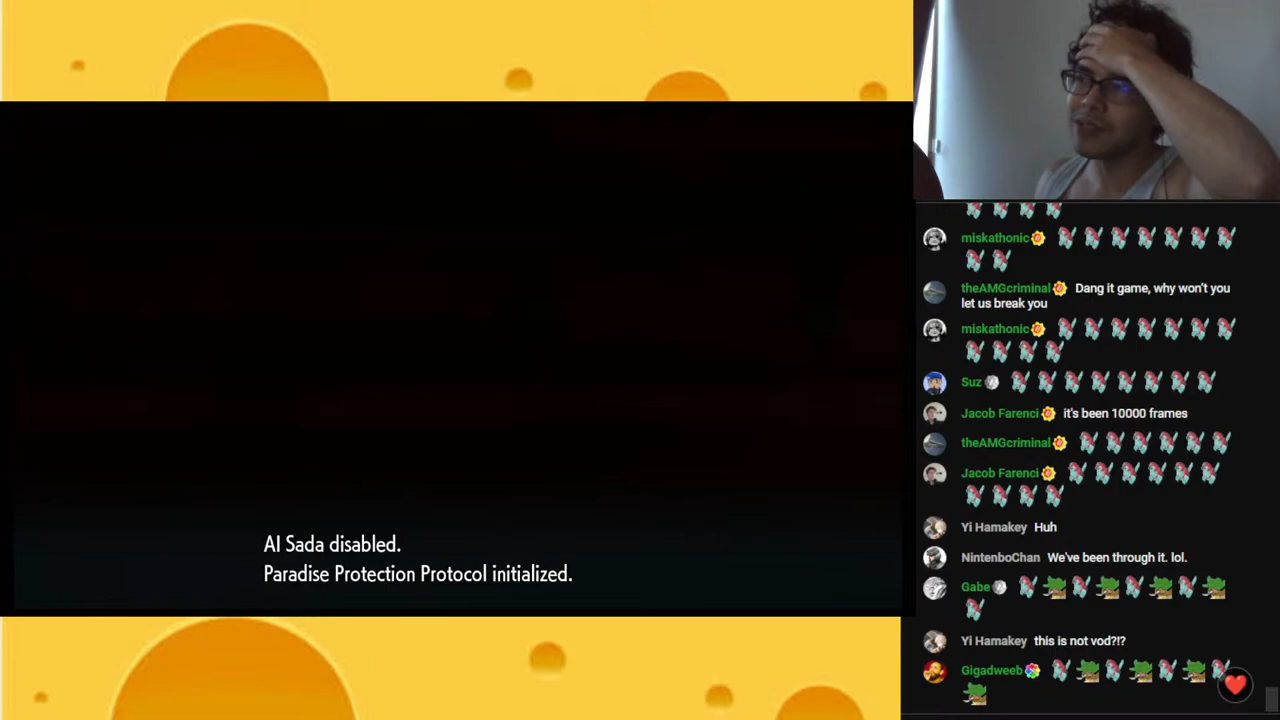 AI Sada disabled.
Paradise Protection Protocol initialized.
miskathonic
theAMGcriminal Dang it game, why won't you
let us break you
miskathonic
Suz
Jacob Farenci it's been 10000 frames
theAMGcriminal
Jacob Farenci
Yi Hamakey Huh
NintenboChan We've been through it. lol.
Gabe
Yi Hamakey this is not vod?!?
Gigadweeb